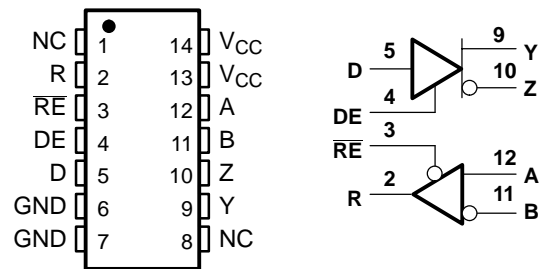 NC 1 14 VCC
R 2 13 VCC
RE 3 12 A
DE 4 11 B
D 5 10 Z
GND 6 9 Y
GND 7 8 NC
9 Y
5 D
10 Z
4 DE
3 RE
12 A
2 R
11 B